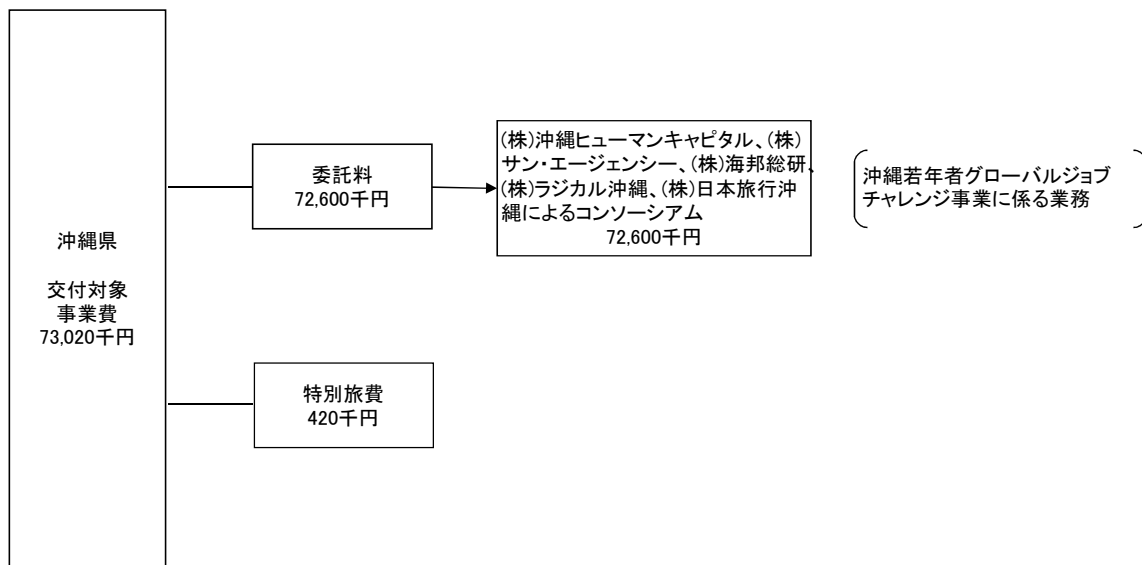 沖縄県
交付対象
事業費
73,020千円
委託料
72,600千円
(株)沖縄ヒューマンキャピタル、(株)
サン・エージェンシー、(株)海邦総研、
(株)ラジカル沖縄、(株)日本旅行沖
縄によるコンソーシアム
72,600千円
沖縄若年者グローバルジョブ
チャレンジ事業に係る業務
特別旅費
420千円